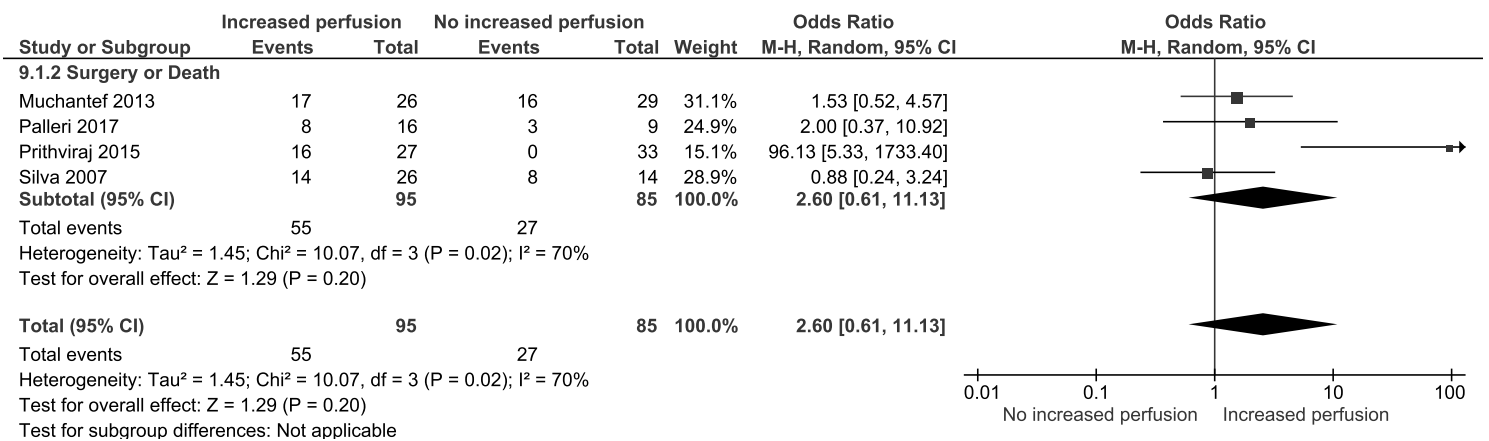 Increased perfusion No increased perfusion Odds Ratio Odds Ratio
Study or Subgroup Events Total Events Total Weight M-H, Random, 95% CI M-H, Random, 95% CI
9.1.2 Surgery or Death
Muchantef 2013 17 26 16 29 31.1% 1.53 [0.52, 4.57]
Palleri 2017 8 16 3 9 24.9% 2.00 [0.37, 10.92]
Prithviraj 2015 16 27 0 33 15.1% 96.13 [5.33, 1733.40]
Silva 2007 14 26 8 14 28.9% 0.88 [0.24, 3.24]
Subtotal (95% CI) 95 85 100.0% 2.60 [0.61, 11.13]
Total events 55 27
Heterogeneity: Tau² = 1.45; Chi² = 10.07, df = 3 (P = 0.02); I² = 70%
Test for overall effect: Z = 1.29 (P = 0.20)
Total (95% CI) 95 85 100.0% 2.60 [0.61, 11.13]
Total events 55 27
Heterogeneity: Tau² = 1.45; Chi² = 10.07, df = 3 (P = 0.02); I² = 70%
Test for overall effect: Z = 1.29 (P = 0.20)
Test for subgroup differences: Not applicable
0.01 0.1 1 10 100
No increased perfusion Increased perfusion